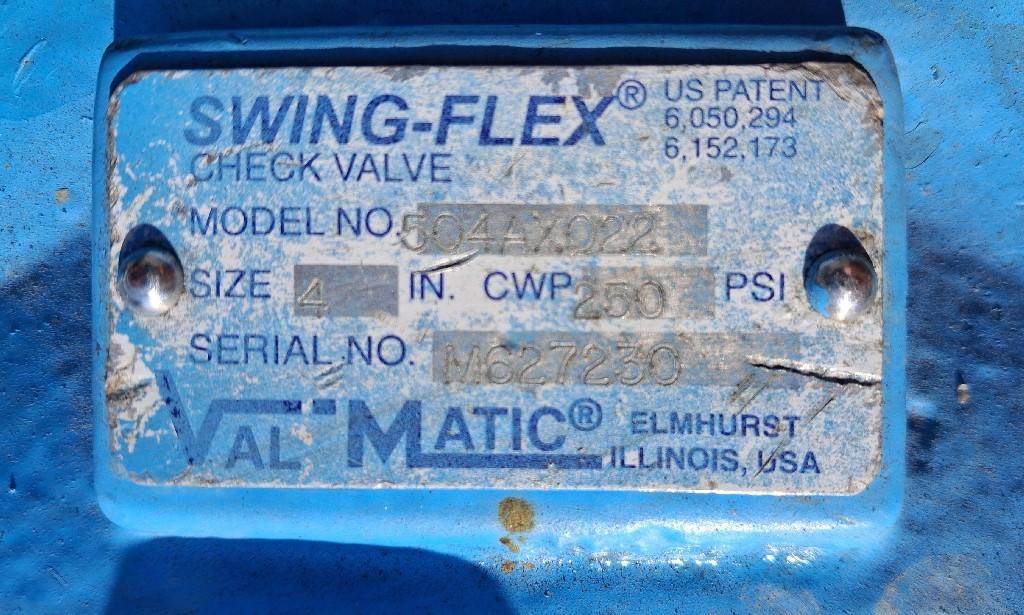 SWING-FLEX® US PATENT
6,050,294
6,152,173
CHECK VALVE
MODEL NO. 504AX022
SIZE 4 IN. CWP 250 PSI
SERIAL NO. M627230
VAL MATIC® ELMHURST
ILLINOIS, USA